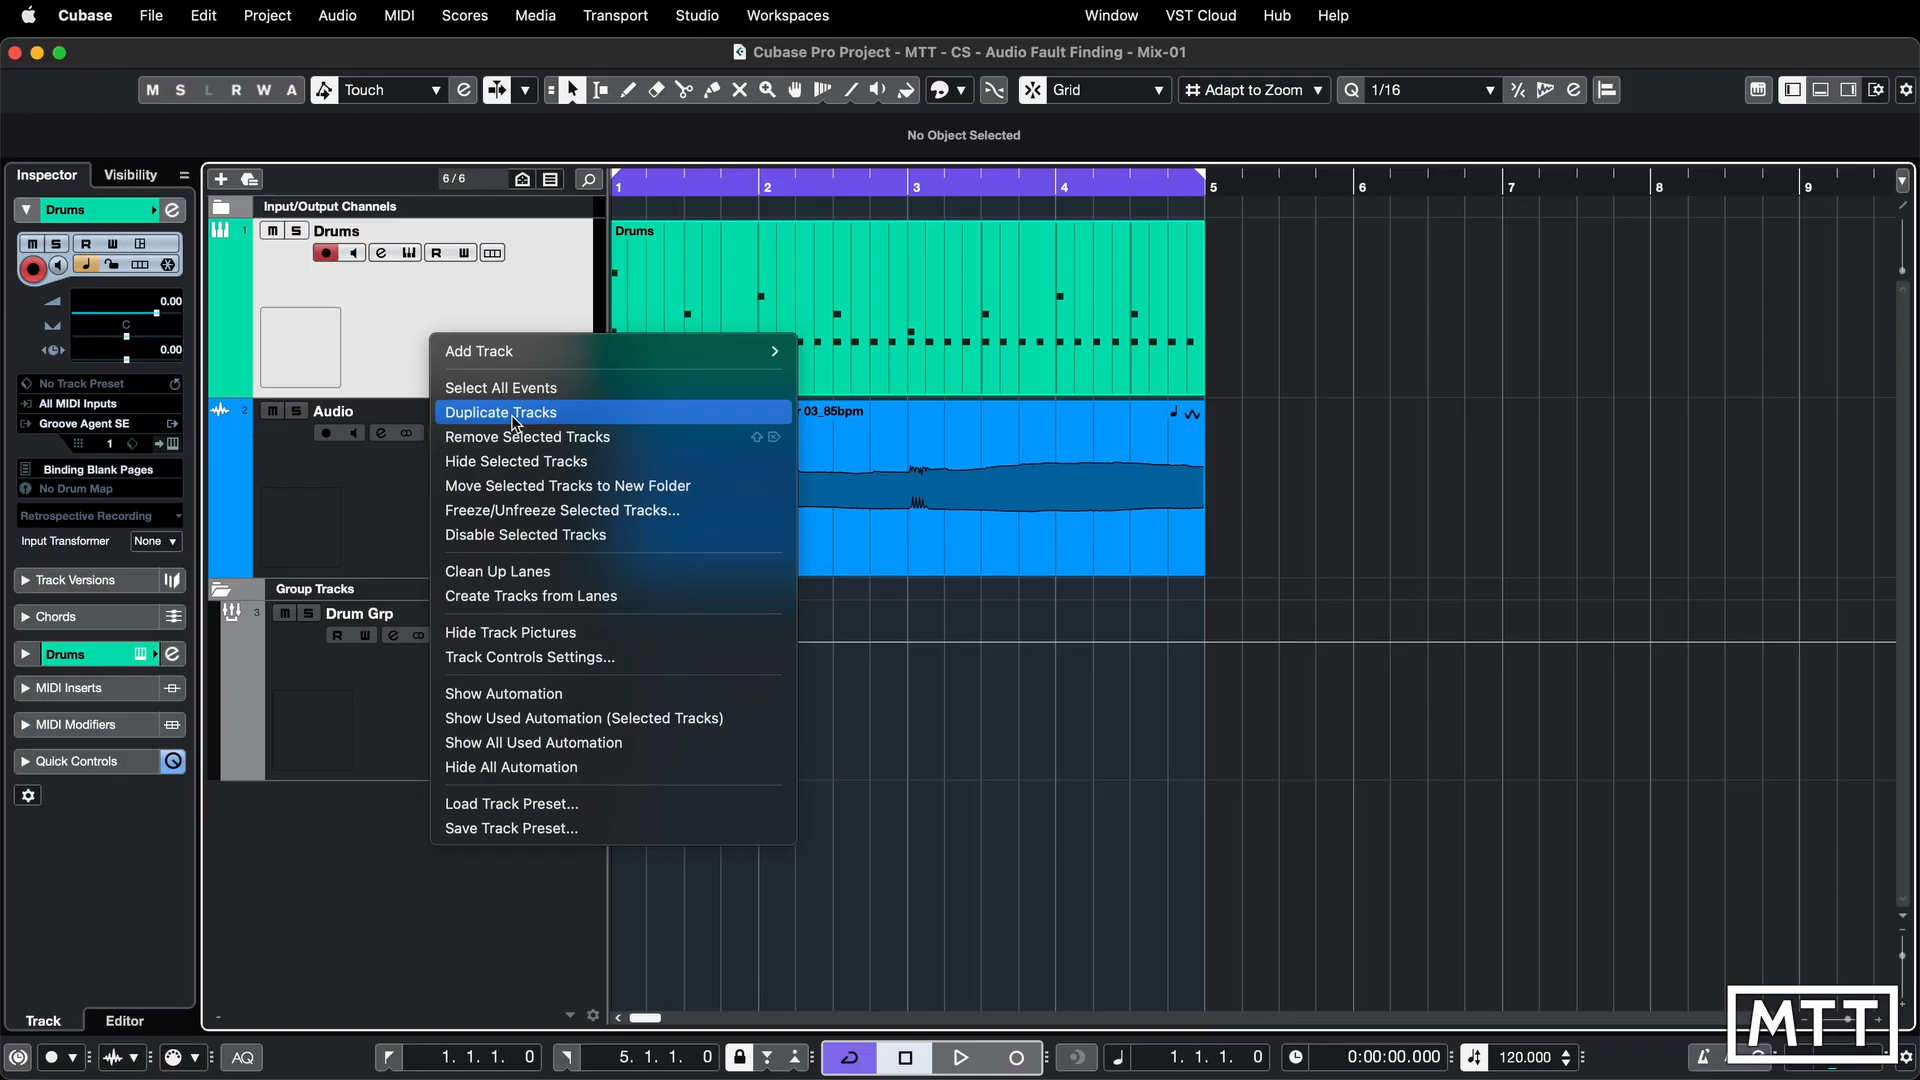 Cubase File Edit Project Audio MIDI Scores Media Transport Studio Workspaces Window VST Cloud Hub Help
Cubase Pro Project - MTT - CS - Audio Fault Finding - Mix-01
M S L R W A Touch Grid Adapt to Zoom 1/16
No Object Selected
Inspector Visibility
6/6
1 2 3 4 5 6 7 8 9
Input/Output Channels
Drums
1 m S Drums
Drums
M S R W
R W
0.00
C
0.00
No Track Preset
All MIDI Inputs
Groove Agent SE
1
Binding Blank Pages
No Drum Map
Retrospective Recording
Input Transformer None
Track Versions
Chords
Drums
MIDI Inserts
MIDI Modifiers
Quick Controls
2 m S Audio
03_85bpm
Group Tracks
3 m S Drum Grp
R W
Add Track
Select All Events
Duplicate Tracks
Remove Selected Tracks
Hide Selected Tracks
Move Selected Tracks to New Folder
Freeze/Unfreeze Selected Tracks...
Disable Selected Tracks
Clean Up Lanes
Create Tracks from Lanes
Hide Track Pictures
Track Controls Settings...
Show Automation
Show Used Automation (Selected Tracks)
Show All Used Automation
Hide All Automation
Load Track Preset...
Save Track Preset...
Track Editor
MTT
AQ 1. 1. 1. 0 5. 1. 1. 0 1. 1. 1. 0 0:00:00.000 120.000